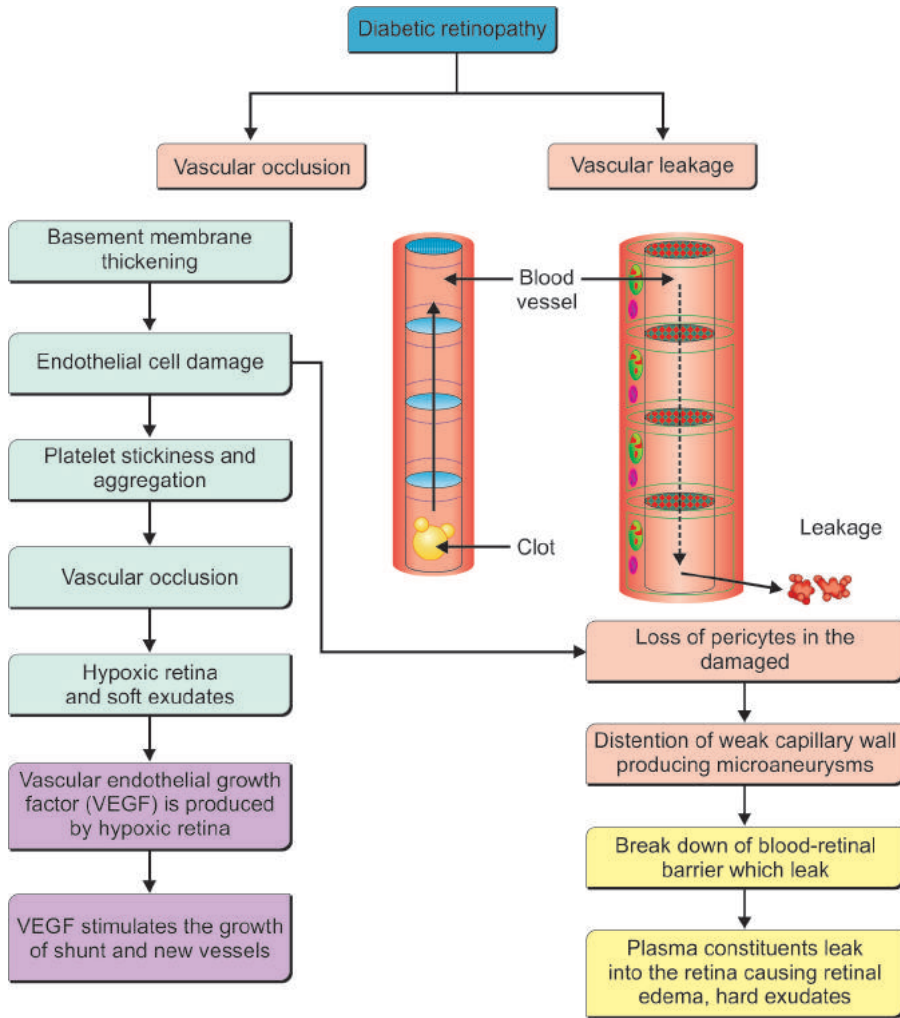 Diabetic retinopathy
Vascular occlusion
Vascular leakage
Basement membrane
thickening
Endothelial cell damage
Platelet stickiness and
aggregation
Vascular occlusion
Hypoxic retina
and soft exudates
Vascular endothelial growth
factor (VEGF) is produced
by hypoxic retina
VEGF stimulates the growth
of shunt and new vessels
Blood
vessel
Clot
Leakage
Loss of pericytes in the
damaged
Distention of weak capillary wall
producing microaneurysms
Break down of blood-retinal
barrier which leak
Plasma constituents leak
into the retina causing retinal
edema, hard exudates